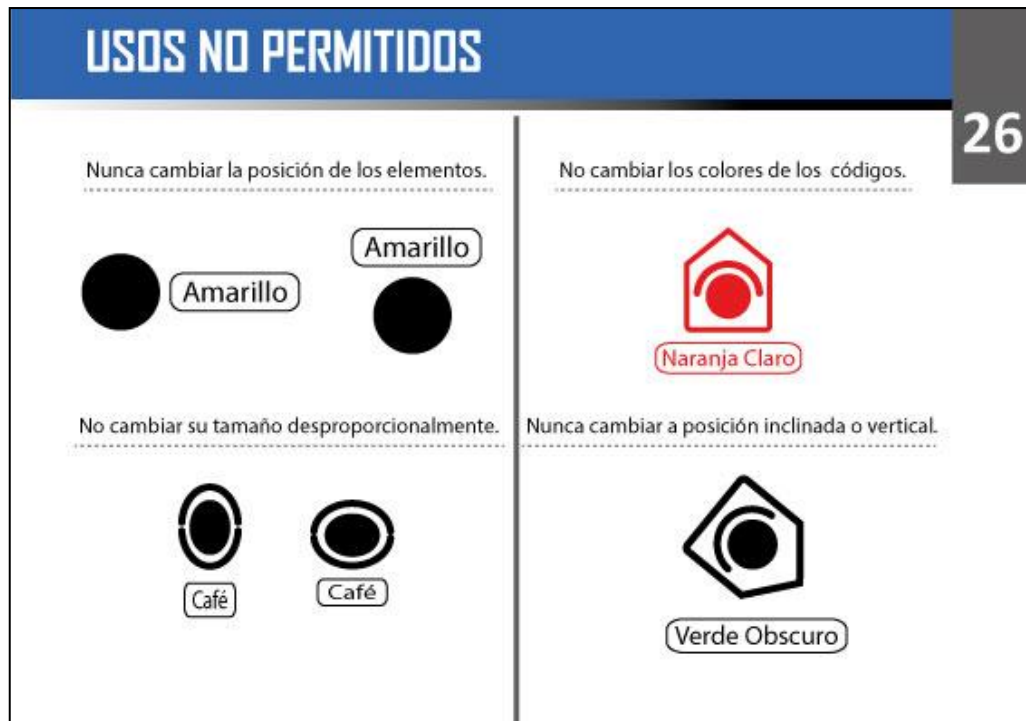 USOS NO PERMITIDOS
26
Nunca cambiar la posición de los elementos.
Amarillo
Amarillo
No cambiar los colores de los códigos.
Naranja Claro
No cambiar su tamaño desproporcionalmente.
Café
Café
Nunca cambiar a posición inclinada o vertical.
Verde Obscuro